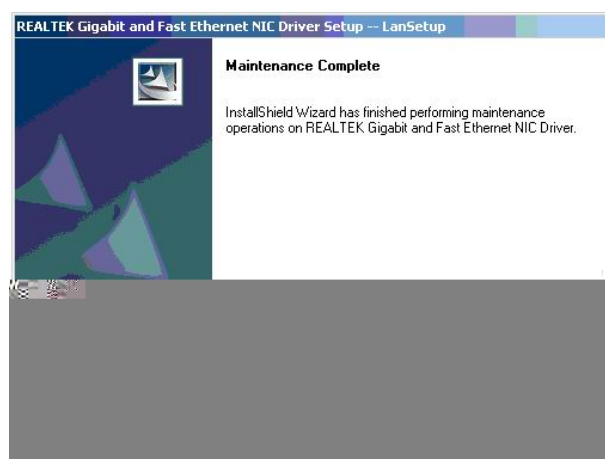 REALTEK Gigabit and Fast Ethernet NIC Driver Setup -- LanSetup
Maintenance Complete
InstallShield Wizard has finished performing maintenance
operations on REALTEK Gigabit and Fast Ethernet NIC Driver.